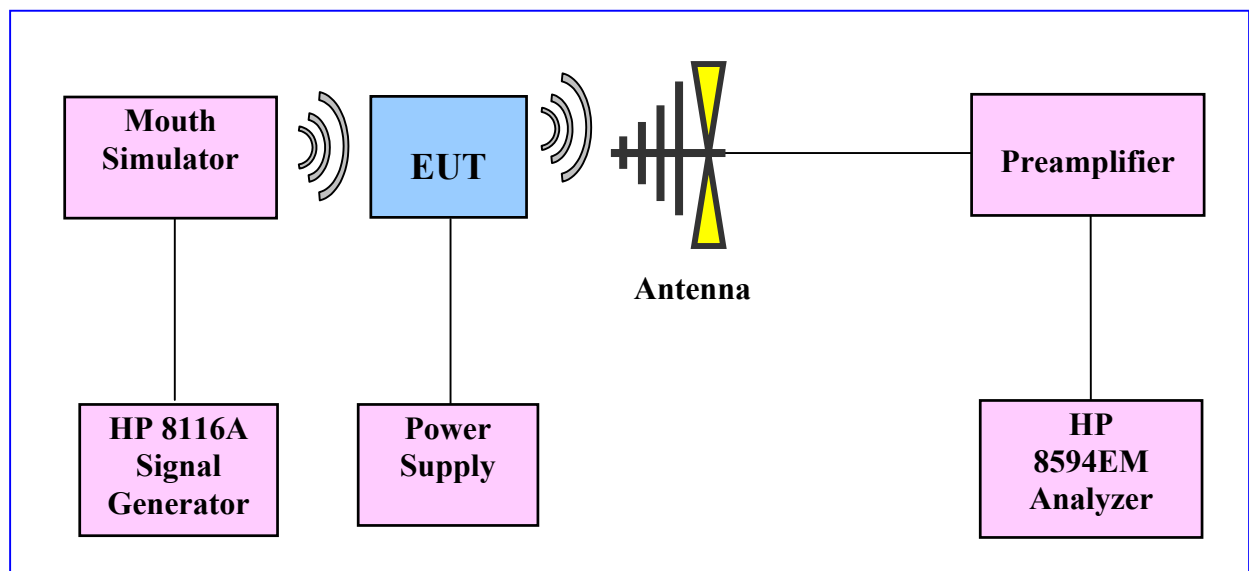 Mouth
Simulator
EUT
Preamplifier
Antenna
HP 8116A
Signal
Generator
Power
Supply
HP
8594EM
Analyzer